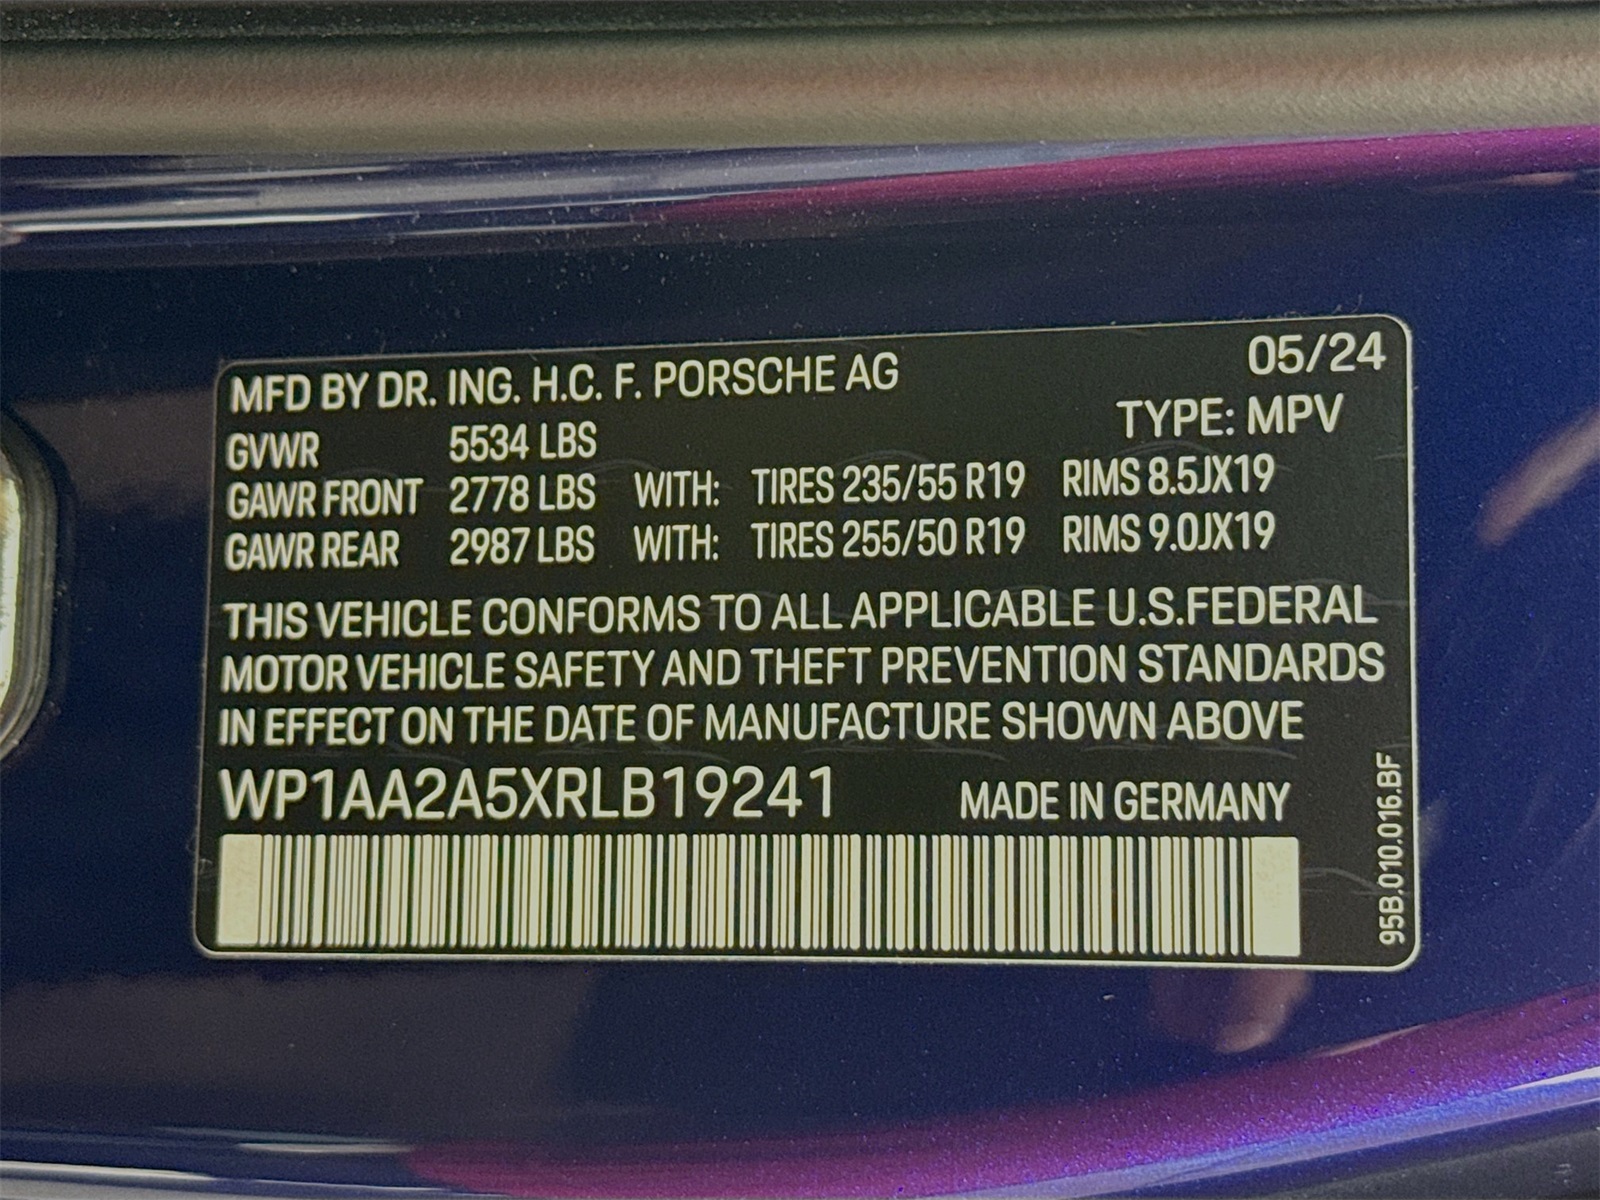 MFD BY DR. ING. H.C. F. PORSCHE AG 05/24
TYPE: MPV
GVWR 5534 LBS
GAWR FRONT 2778 LBS WITH: TIRES 235/55 R19 RIMS 8.5JX19
GAWR REAR 2987 LBS WITH: TIRES 255/50 R19 RIMS 9.0JX19
THIS VEHICLE CONFORMS TO ALL APPLICABLE U.S.FEDERAL
MOTOR VEHICLE SAFETY AND THEFT PREVENTION STANDARDS
IN EFFECT ON THE DATE OF MANUFACTURE SHOWN ABOVE
WP1AA2A5XRLB19241 MADE IN GERMANY
95B.010.016.BF